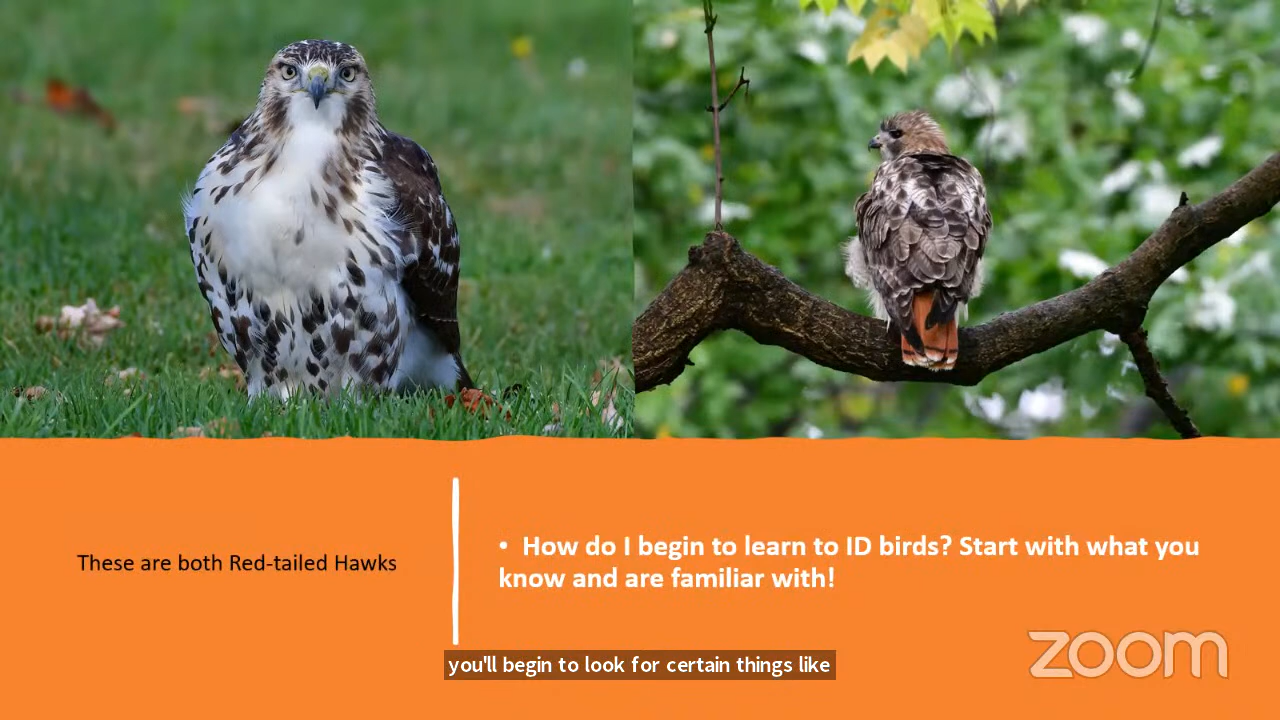 These are both Red-tailed Hawks
• How do I begin to learn to ID birds? Start with what you
know and are familiar with!
you'll begin to look for certain things like
zoom